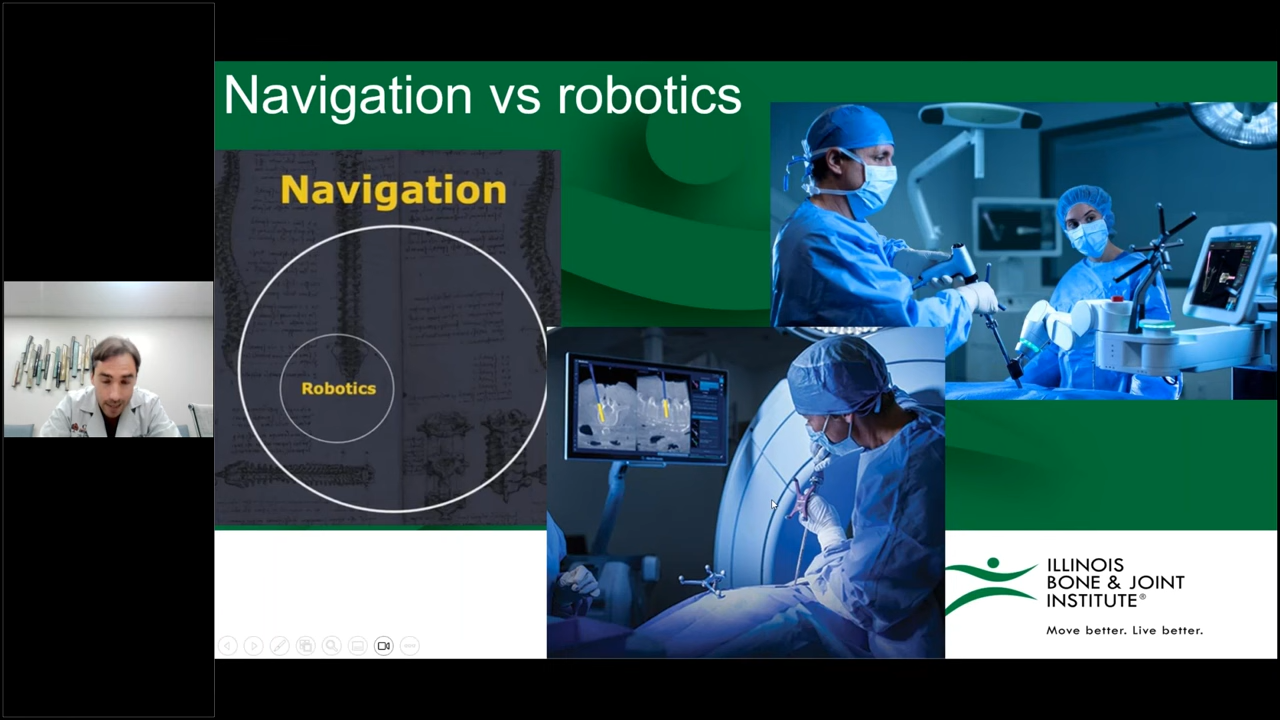 Navigation vs robotics
Navigation
Robotics
ILLINOIS
BONE & JOINT
INSTITUTE®
Move better. Live better.